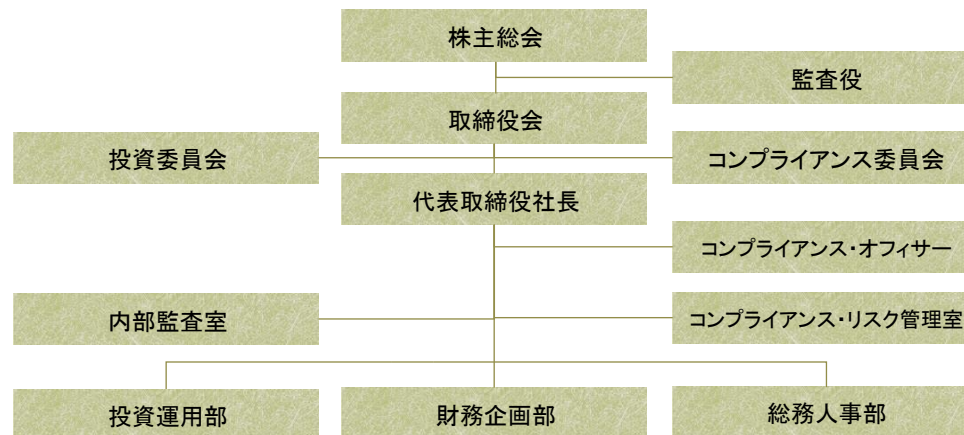 株主総会
監査役
取締役会
投資委員会
コンプライアンス委員会
代表取締役社長
コンプライアンス・オフィサー
内部監査室
コンプライアンス・リスク管理室
投資運用部
財務企画部
総務人事部